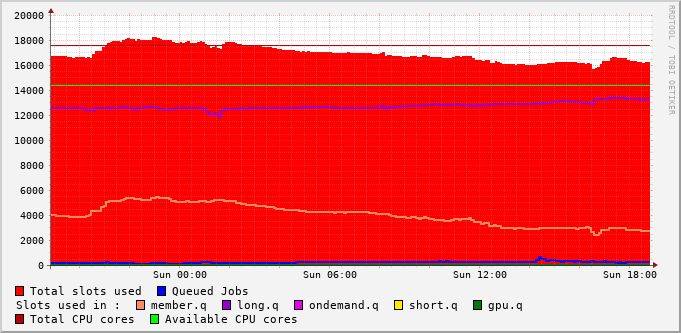 20000
18000
16000
14000
12000
10000
8000
6000
4000
2000
0
Sun 00:00 Sun 06:00 Sun 12:00 Sun 18:00
RRDTOOL / TOBI OETIKER
Total slots used Queued Jobs
Slots used in : member.q long.q ondemand.q short.q gpu.q
Total CPU cores Available CPU cores